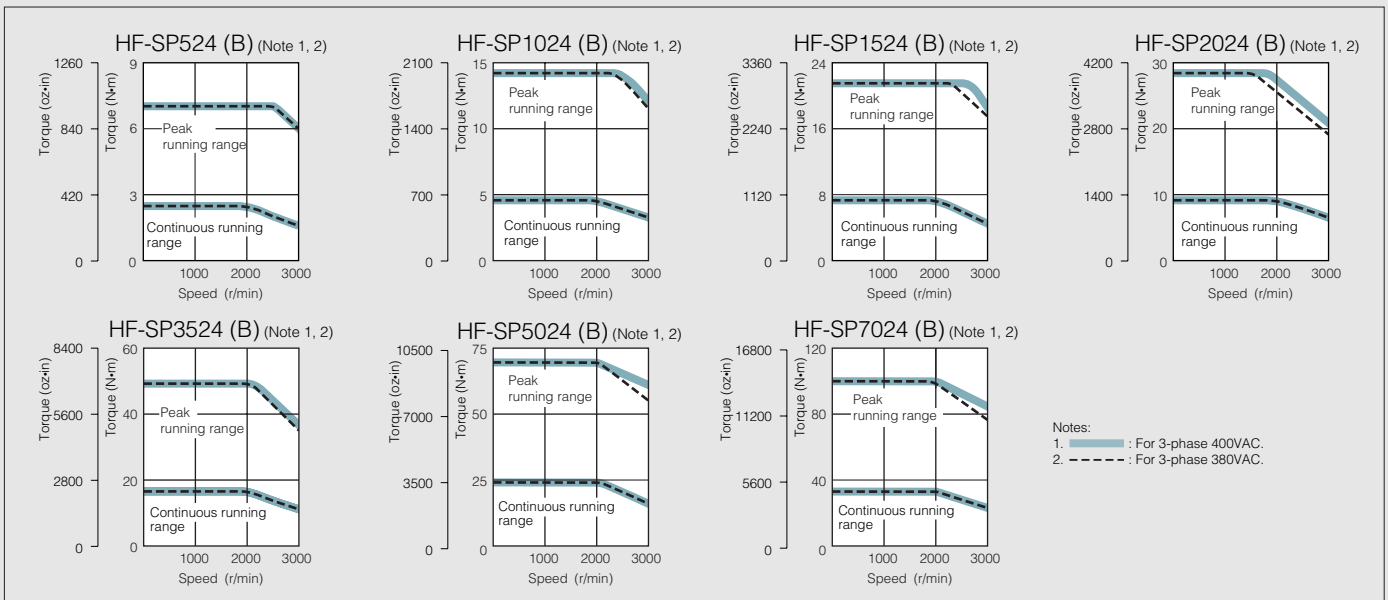 HF-SP524 (B) (Note 1, 2)
1260
840
420
0
Torque (oz•in)
Torque (N•m)
9
6
3
0
Peak
running range
Continuous running
range
1000
2000
3000
Speed (r/min)
HF-SP1024 (B) (Note 1, 2)
2100
1400
700
0
Torque (oz•in)
Torque (N•m)
15
10
5
0
Peak
running range
Continuous running
range
1000
2000
3000
Speed (r/min)
HF-SP1524 (B) (Note 1, 2)
3360
2240
1120
0
Torque (oz•in)
Torque (N•m)
24
16
8
0
Peak
running range
Continuous running
range
1000
2000
3000
Speed (r/min)
HF-SP2024 (B) (Note 1, 2)
4200
2800
1400
0
Torque (oz•in)
Torque (N•m)
30
20
10
0
Peak
running range
Continuous running
range
1000
2000
3000
Speed (r/min)
HF-SP3524 (B) (Note 1, 2)
8400
5600
2800
0
Torque (oz•in)
Torque (N•m)
60
40
20
0
Peak
running range
Continuous running
range
1000
2000
3000
Speed (r/min)
HF-SP5024 (B) (Note 1, 2)
10500
7000
3500
0
Torque (oz•in)
Torque (N•m)
75
50
25
0
Peak
running range
Continuous running
range
1000
2000
3000
Speed (r/min)
HF-SP7024 (B) (Note 1, 2)
16800
11200
5600
0
Torque (oz•in)
Torque (N•m)
120
80
40
0
Peak
running range
Continuous running
range
1000
2000
3000
Speed (r/min)
Notes:
1. : For 3-phase 400VAC.
2. : For 3-phase 380VAC.